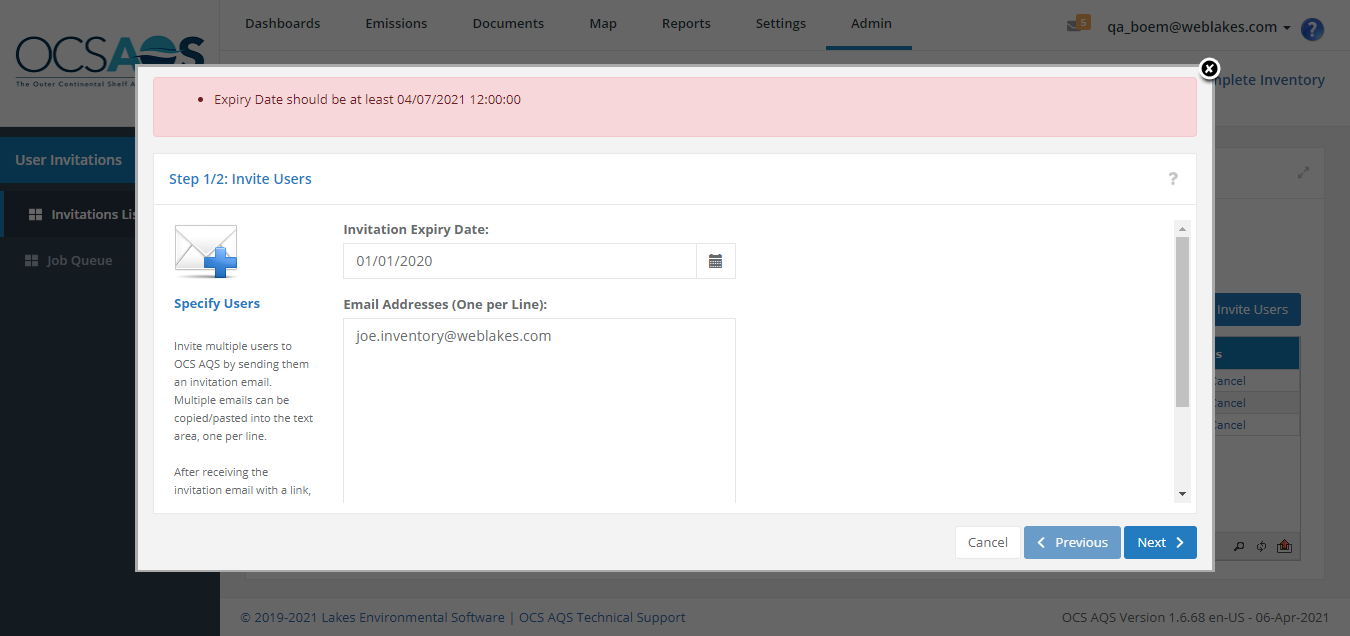 Dashboards Emissions Documents Map Reports Settings Admin
5 qa_boem@weblakes.com ?
OCSAQS
The Outer Continental Shelf A
mplete Inventory
Expiry Date should be at least 04/07/2021 12:00:00
User Invitations
Invitations Lis
Job Queue
Step 1/2: Invite Users ?
Specify Users
Invite multiple users to
OCS AQS by sending them
an invitation email.
Multiple emails can be
copied/pasted into the text
area, one per line.
After receiving the
invitation email with a link,
Invitation Expiry Date:
01/01/2020
Email Addresses (One per Line):
joe.inventory@weblakes.com
Invite Users
s
Cancel
Cancel
Cancel
Cancel Previous Next
© 2019-2021 Lakes Environmental Software | OCS AQS Technical Support
OCS AQS Version 1.6.68 en-US - 06-Apr-2021